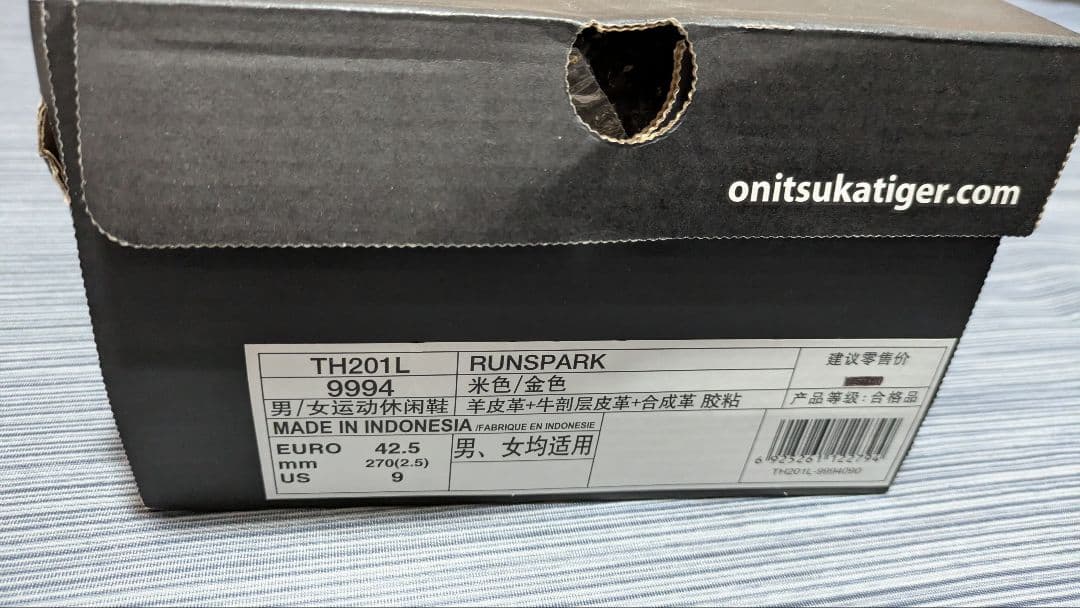 onitsukatiger.com
TH201L RUNSPARK 建议零售价
9994 米色/金色
男/女运动休闲鞋 羊皮革+牛剖层皮革+合成革 胶粘 产品等级:合格品
MADE IN INDONESIA /FABRIQUE EN INDONESIE
EURO 42.5 男、女均适用
mm 270(2.5)
US 9
TH201L-9994090